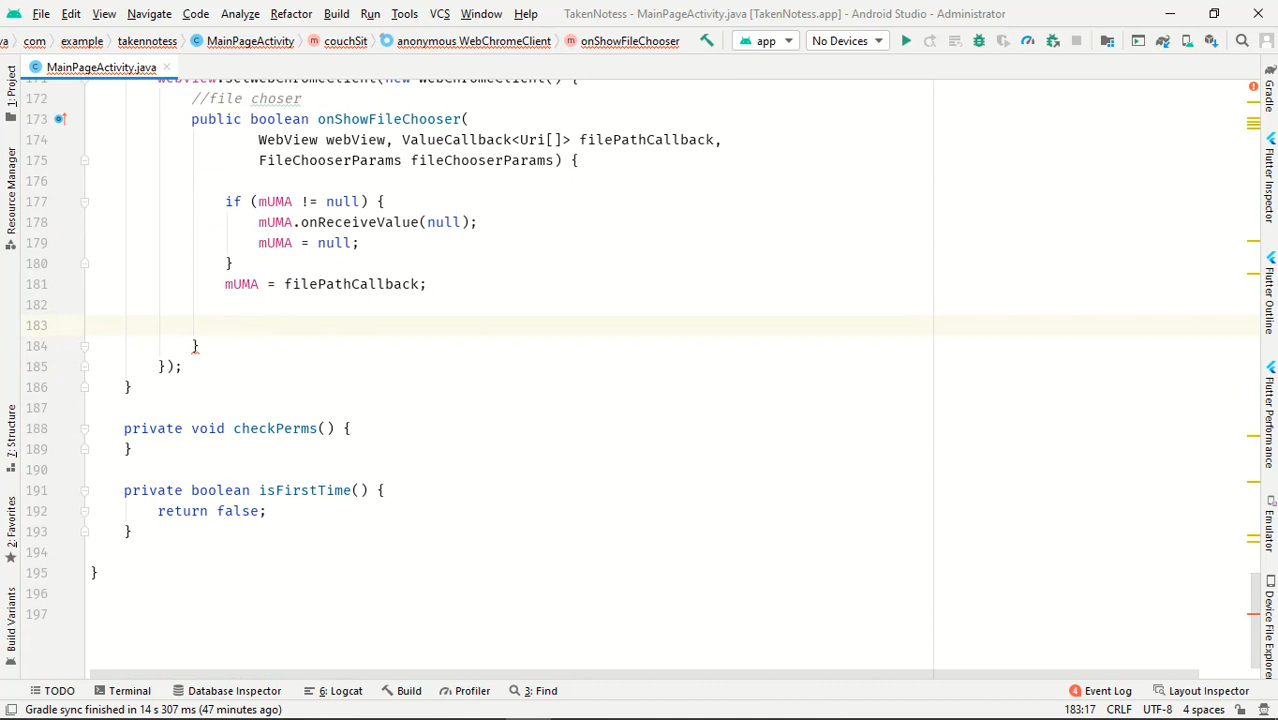 File Edit View Navigate Code Analyze Refactor Build Run Tools VCS Window Help TakenNotess - MainPageActivity.java [TakenNotess.app] - Android Studio - Administrator
com example takennotess MainPageActivity couchSit anonymous WebChromeClient onShowFileChooser app No Devices
MainPageActivity.java
171 webView.setWebChromeClient(new WebChromeClient() {
172 //file choser
173 public boolean onShowFileChooser(
174 WebView webView, ValueCallback<Uri[]> filePathCallback,
175 FileChooserParams fileChooserParams) {
176
177 if (mUMA != null) {
178 mUMA.onReceiveValue(null);
179 mUMA = null;
180 }
181 mUMA = filePathCallback;
182
183
184 }
185 });
186 }
187
188 private void checkPerms() {
189 }
190
191 private boolean isFirstTime() {
192 return false;
193 }
194
195 }
196
197
1: Project
Resource Manager
7: Structure
2: Favorites
Build Variants
Gradle
Flutter Inspector
Flutter Outline
Flutter Performance
Emulator
Device File Explorer
TODO Terminal Database Inspector 6: Logcat Build Profiler 3: Find 4 Event Log Layout Inspector
Gradle sync finished in 14 s 307 ms (47 minutes ago) 183:17 CRLF UTF-8 4 spaces